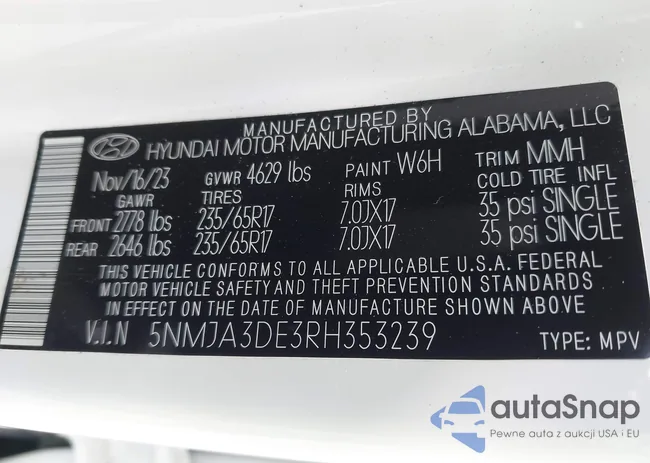 MANUFACTURED BY
HYUNDAI MOTOR MANUFACTURING ALABAMA, LLC
Nov/16/23 GVWR 4629 lbs PAINT W6H TRIM MMH
GAWR TIRES RIMS COLD TIRE INFL
FRONT 2778 lbs 235/65R17 7.0JX17 35 psi SINGLE
REAR 2646 lbs 235/65R17 7.0JX17 35 psi SINGLE
THIS VEHICLE CONFORMS TO ALL APPLICABLE U.S.A. FEDERAL
MOTOR VEHICLE SAFETY AND THEFT PREVENTION STANDARDS
IN EFFECT ON THE DATE OF MANUFACTURE SHOWN ABOVE
V.I.N 5NMJA3DE3RH353239 TYPE: MPV
autaSnap
Pewne auta z aukcji USA i EU